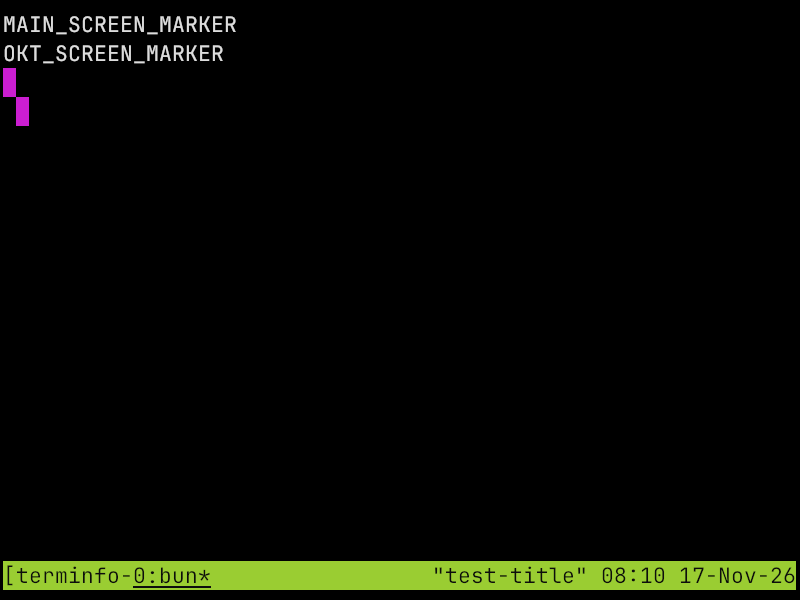 MAIN_SCREEN_MARKER
OKT_SCREEN_MARKER
[terminfo-0:bun* "test-title" 08:10 17-Nov-26